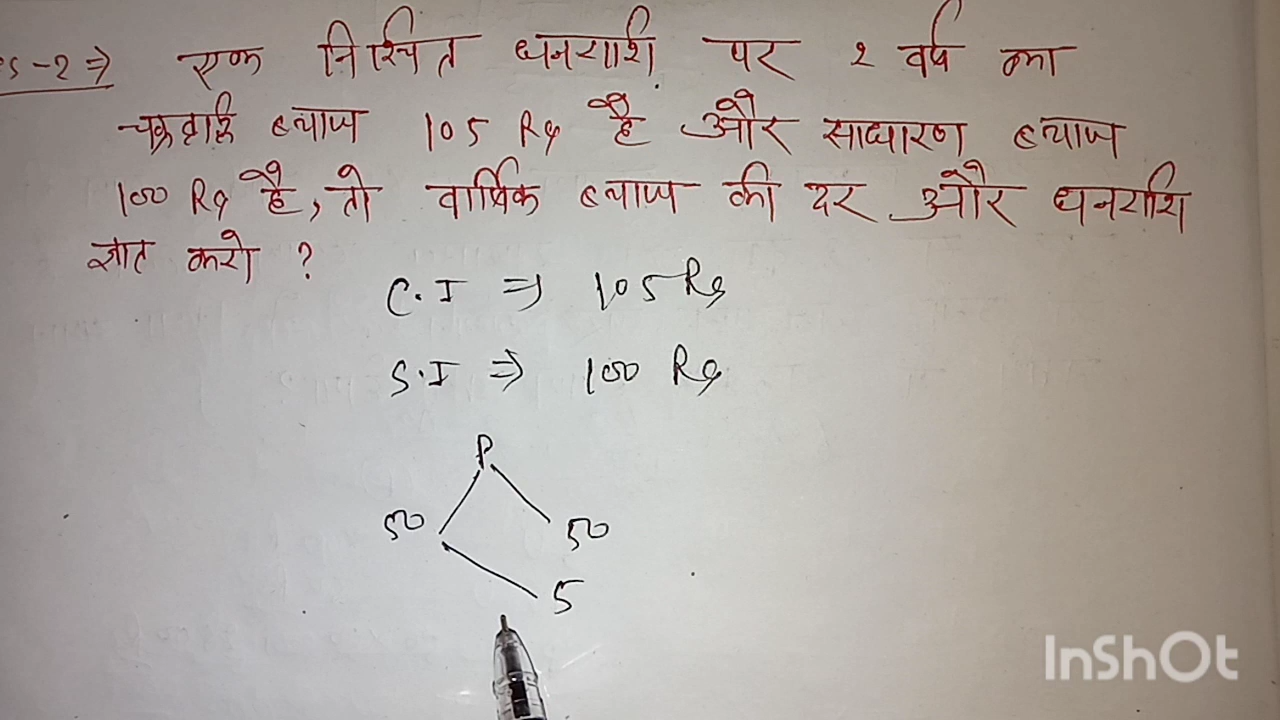 s-2 ⇒ एक निश्चित धनराशि पर 2 वर्ष का
चक्रवृद्धि ब्याज 105 Rs है और साधारण ब्याज
100 Rs है, तो वार्षिक ब्याज की दर और धनराशि
ज्ञात करो ?
C.I ⇒ 105 Rs
S.I ⇒ 100 Rs
P
50 50
5
InShOt